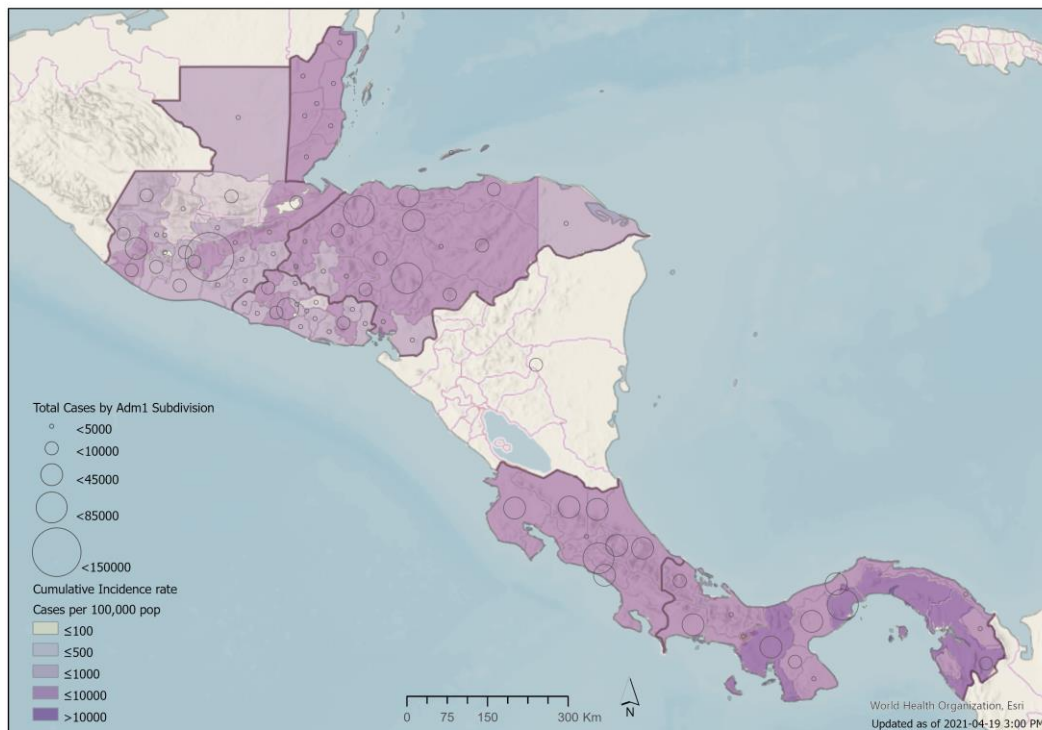 Total Cases by Adm1 Subdivision
<5000
<10000
<45000
<85000
<150000
Cumulative Incidence rate
Cases per 100,000 pop
≤100
≤500
≤1000
≤10000
>10000
0 75 150 300 Km
N
World Health Organization, Esri
Updated as of 2021-04-19 3:00 PM